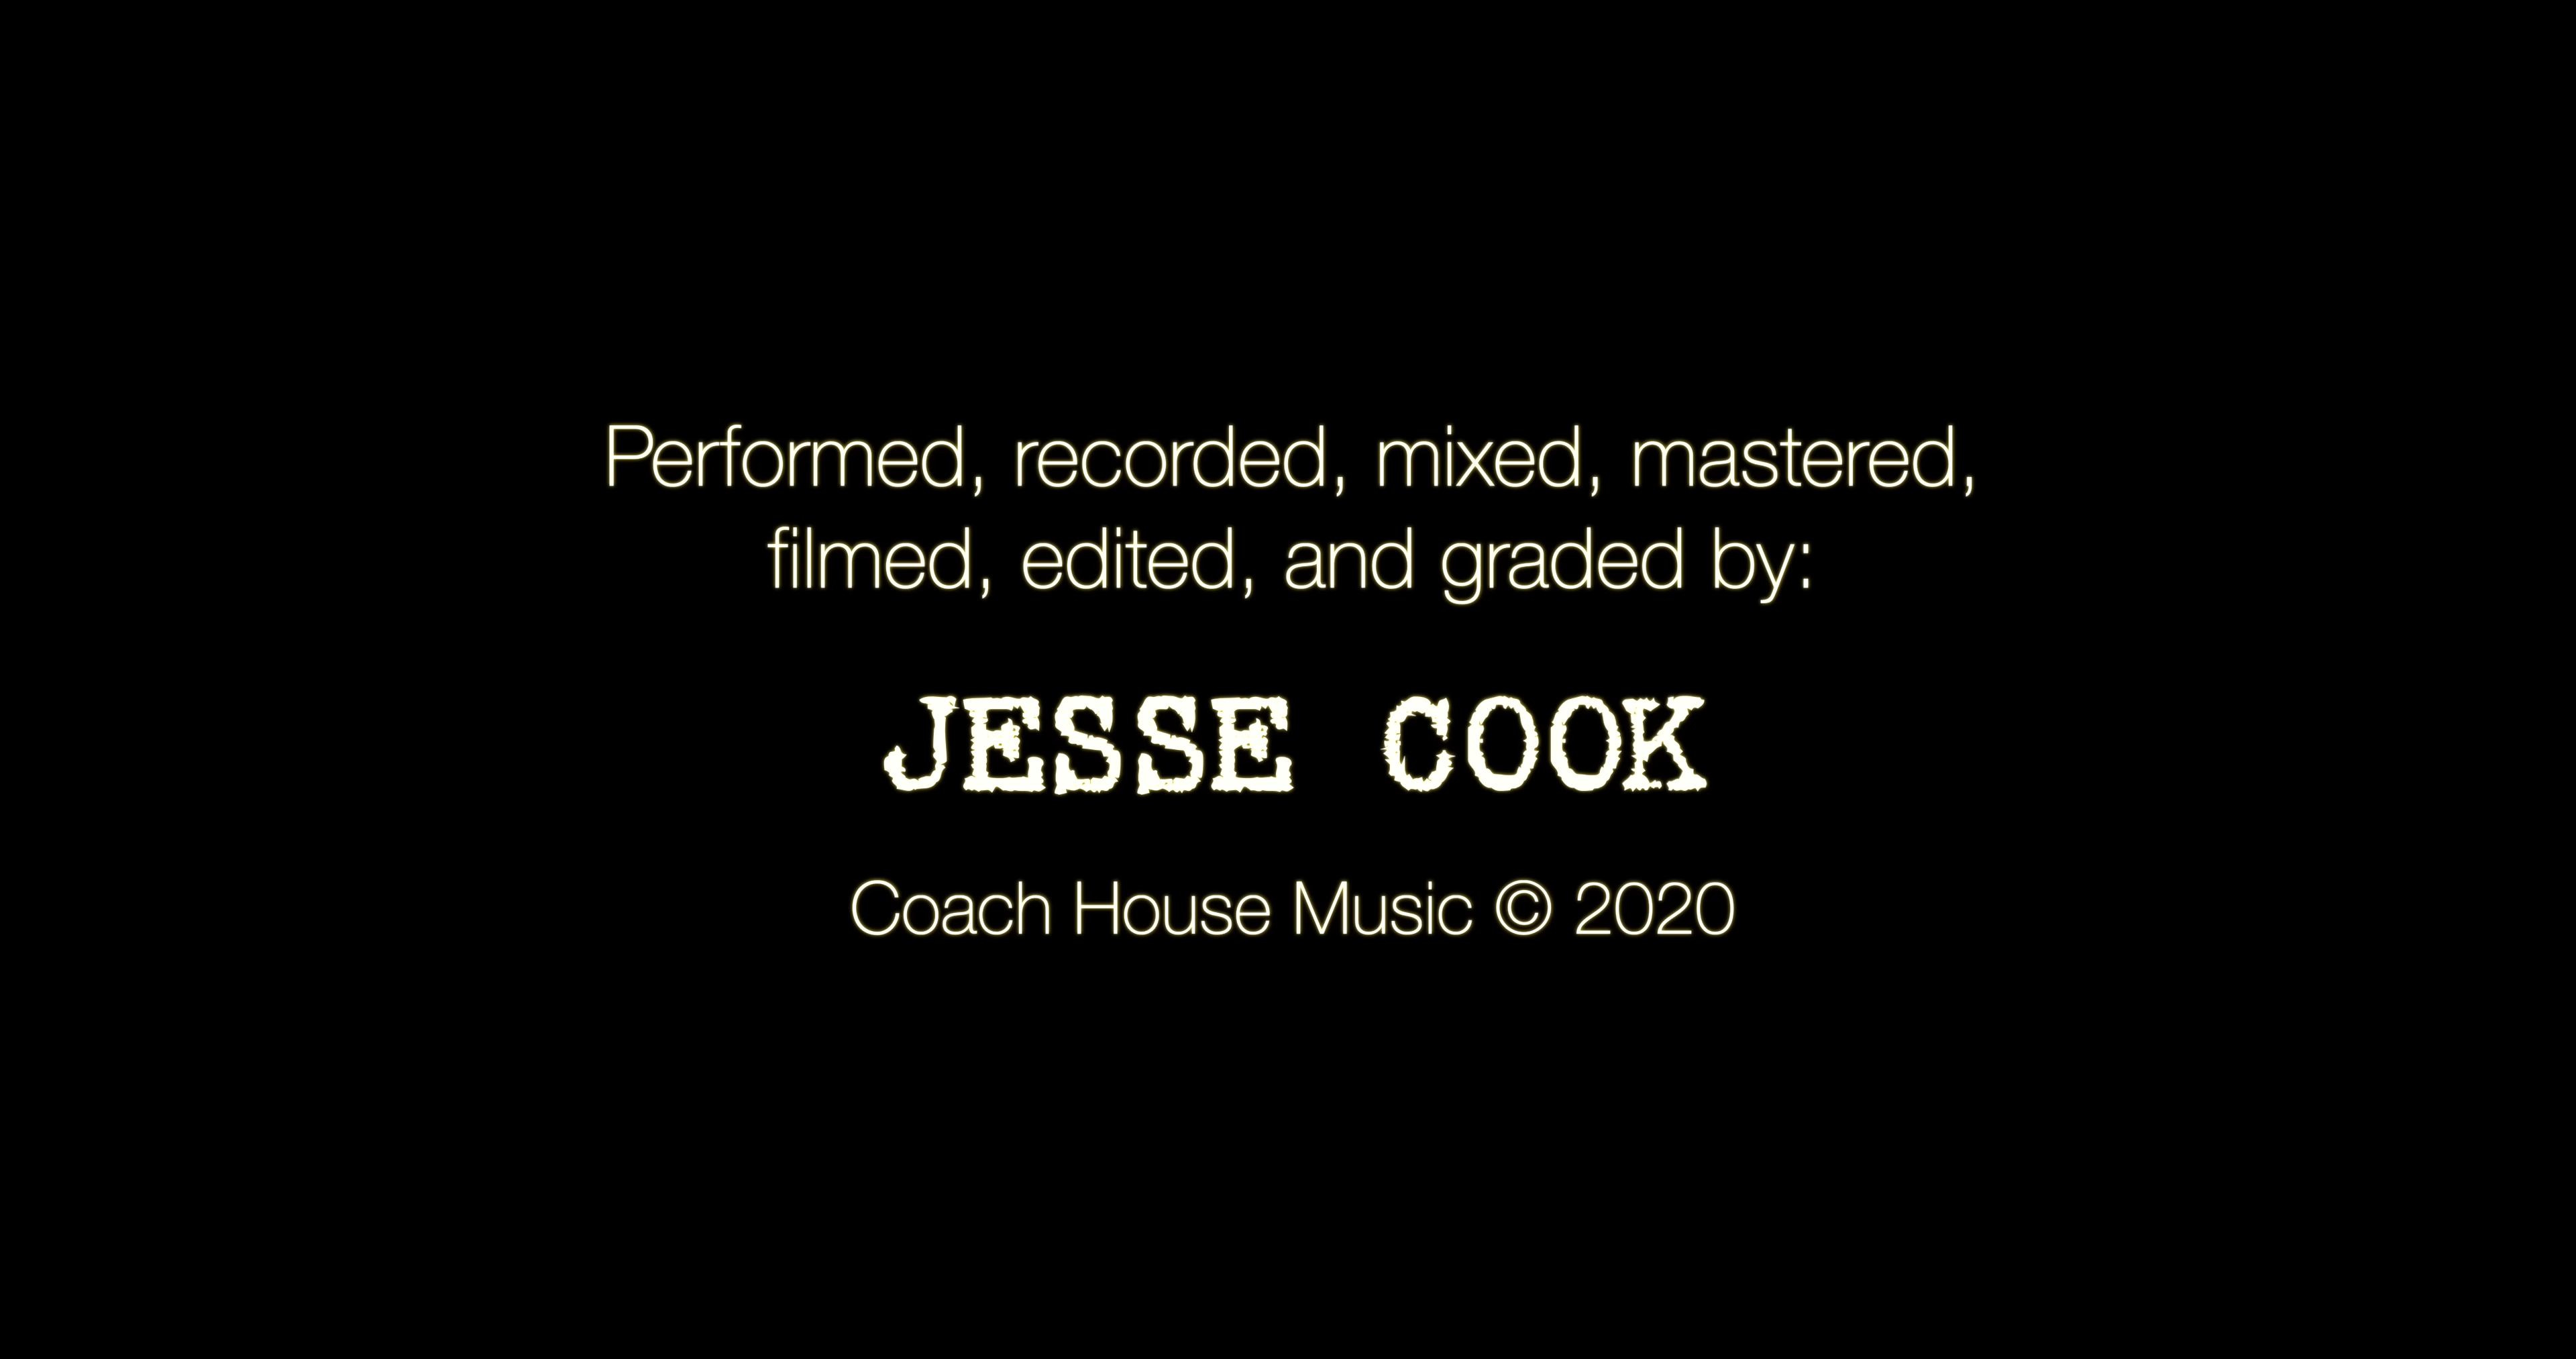 Performed, recorded, mixed, mastered,
filmed, edited, and graded by:
JESSE COOK
Coach House Music © 2020